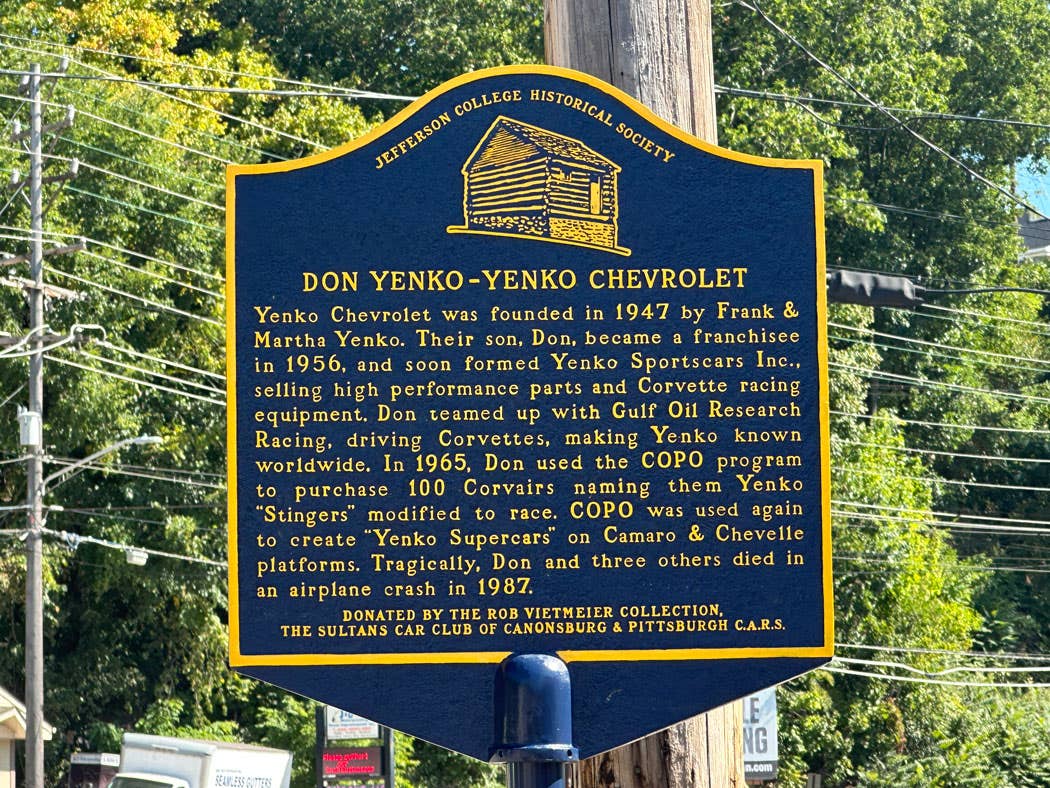 JEFFERSON COLLEGE HISTORICAL SOCIETY
DON YENKO-YENKO CHEVROLET
Yenko Chevrolet was founded in 1947 by Frank &
Martha Yenko. Their son, Don, became a franchisee
in 1956, and soon formed Yenko Sportscars Inc.,
selling high performance parts and Corvette racing
equipment. Don teamed up with Gulf Oil Research
Racing, driving Corvettes, making Yenko known
worldwide. In 1965, Don used the COPO program
to purchase 100 Corvairs naming them Yenko
"Stingers" modified to race. COPO was used again
to create "Yenko Supercars" on Camaro & Chevelle
platforms. Tragically, Don and three others died in
an airplane crash in 1987.
DONATED BY THE ROB VIETMEIER COLLECTION,
THE SULTANS CAR CLUB OF CANONSBURG & PITTSBURGH C.A.R.S.
SEAMLESS GUTTERS
LE
NG
n.com